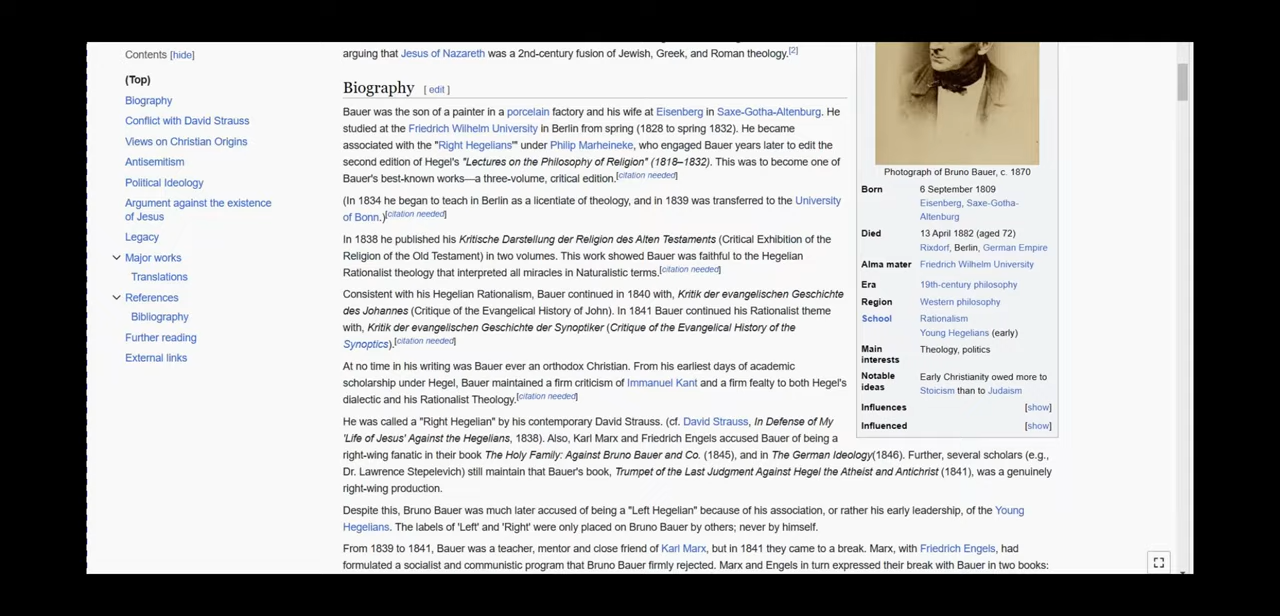 Contents [hide]
(Top)
Biography
Conflict with David Strauss
Views on Christian Origins
Antisemitism
Political Ideology
Argument against the existence
of Jesus
Legacy
Major works
Translations
References
Bibliography
Further reading
External links
arguing that Jesus of Nazareth was a 2nd-century fusion of Jewish, Greek, and Roman theology.[2]
Biography [ edit ]
Bauer was the son of a painter in a porcelain factory and his wife at Eisenberg in Saxe-Gotha-Altenburg. He
studied at the Friedrich Wilhelm University in Berlin from spring (1828 to spring 1832). He became
associated with the "Right Hegelians'" under Philip Marheineke, who engaged Bauer years later to edit the
second edition of Hegel's "Lectures on the Philosophy of Religion" (1818–1832). This was to become one of
Bauer's best-known works—a three-volume, critical edition.[citation needed]
(In 1834 he began to teach in Berlin as a licentiate of theology, and in 1839 was transferred to the University
of Bonn.)[citation needed]
In 1838 he published his Kritische Darstellung der Religion des Alten Testaments (Critical Exhibition of the
Religion of the Old Testament) in two volumes. This work showed Bauer was faithful to the Hegelian
Rationalist theology that interpreted all miracles in Naturalistic terms.[citation needed]
Consistent with his Hegelian Rationalism, Bauer continued in 1840 with, Kritik der evangelischen Geschichte
des Johannes (Critique of the Evangelical History of John). In 1841 Bauer continued his Rationalist theme
with, Kritik der evangelischen Geschichte der Synoptiker (Critique of the Evangelical History of the
Synoptics).[citation needed]
At no time in his writing was Bauer ever an orthodox Christian. From his earliest days of academic
scholarship under Hegel, Bauer maintained a firm criticism of Immanuel Kant and a firm fealty to both Hegel's
dialectic and his Rationalist Theology.[citation needed]
He was called a "Right Hegelian" by his contemporary David Strauss. (cf. David Strauss, In Defense of My
'Life of Jesus' Against the Hegelians, 1838). Also, Karl Marx and Friedrich Engels accused Bauer of being a
right-wing fanatic in their book The Holy Family: Against Bruno Bauer and Co. (1845), and in The German Ideology(1846). Further, several scholars (e.g.,
Dr. Lawrence Stepelevich) still maintain that Bauer's book, Trumpet of the Last Judgment Against Hegel the Atheist and Antichrist (1841), was a genuinely
right-wing production.
Despite this, Bruno Bauer was much later accused of being a "Left Hegelian" because of his association, or rather his early leadership, of the Young
Hegelians. The labels of 'Left' and 'Right' were only placed on Bruno Bauer by others; never by himself.
From 1839 to 1841, Bauer was a teacher, mentor and close friend of Karl Marx, but in 1841 they came to a break. Marx, with Friedrich Engels, had
formulated a socialist and communistic program that Bruno Bauer firmly rejected. Marx and Engels in turn expressed their break with Bauer in two books:
Photograph of Bruno Bauer, c. 1870
Born 6 September 1809
Eisenberg, Saxe-Gotha-
Altenburg
Died 13 April 1882 (aged 72)
Rixdorf, Berlin, German Empire
Alma mater Friedrich Wilhelm University
Era 19th-century philosophy
Region Western philosophy
School Rationalism
Young Hegelians (early)
Main Theology, politics
interests
Notable Early Christianity owed more to
ideas Stoicism than to Judaism
Influences [show]
Influenced [show]